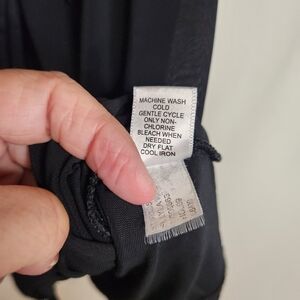 MACHINE WASH
COLD
GENTLE CYCLE
ONLY NON-
CHLORINE
BLEACH WHEN
NEEDED
DRY FLAT
COOL IRON